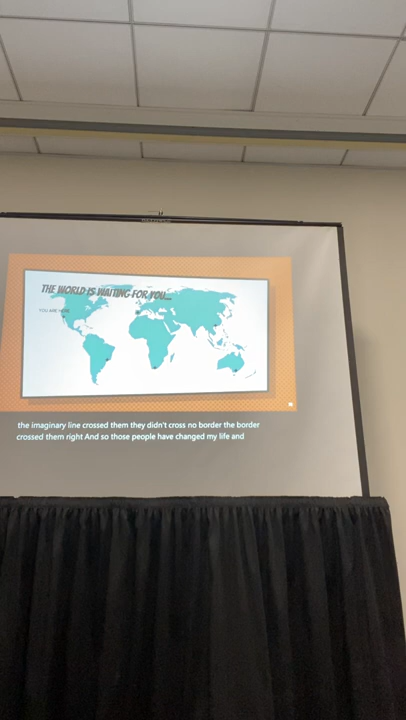 THE WORLD IS WAITING FOR YOU...
YOU ARE HERE
the imaginary line crossed them they didn't cross no border the border
crossed them right And so those people have changed my life and